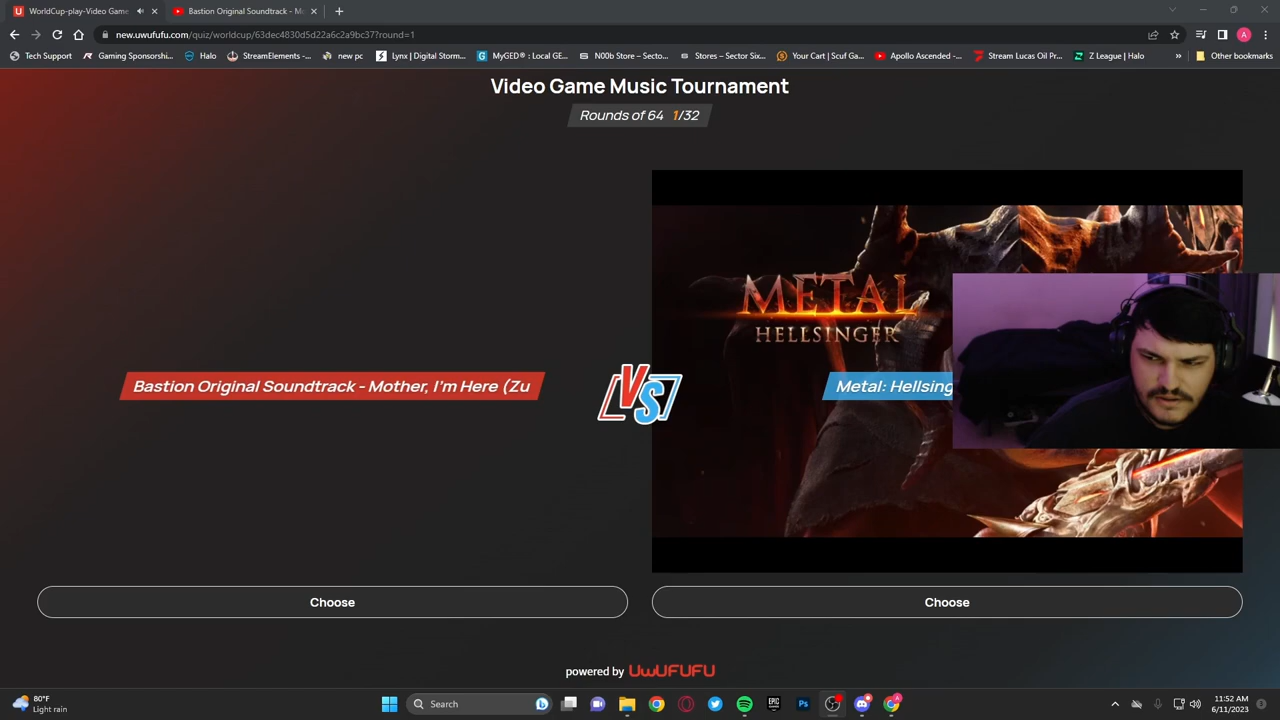 WorldCup-play-Video Game
Bastion Original Soundtrack - Mo
new.uwufufu.com/quiz/worldcup/63dec4830d5d22a6c2a9bc37?round=1
Tech Support
Gaming Sponsorshi...
Halo
StreamElements -...
new pc
Lynx | Digital Storm...
MyGED® : Local GE...
N00b Store – Secto...
Stores – Sector Six...
Your Cart | Scuf Ga...
Apollo Ascended -...
Stream Lucas Oil Pr...
Z League | Halo
Other bookmarks
Video Game Music Tournament
Rounds of 64 1/32
METAL
HELLSINGER
Bastion Original Soundtrack - Mother, I'm Here (Zu
VS
Metal: Hellsing
Choose
Choose
powered by UwUFUFU
80°F
Light rain
Search
EPIC
Ps
11:52 AM
6/11/2023